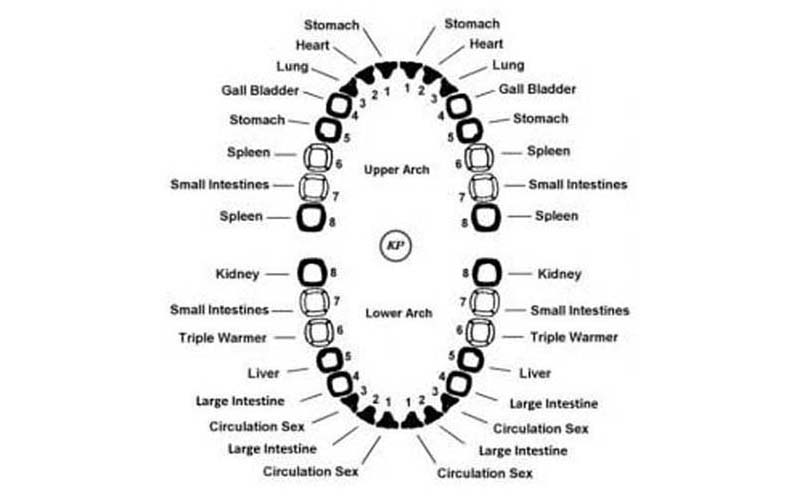 Stomach Stomach
Heart Heart
Lung Lung
Gall Bladder 3 2 1 1 2 3 Gall Bladder
4 4
Stomach 5 5 Stomach
Spleen 6 6 Spleen
Upper Arch
Small Intestines 7 7 Small Intestines
Spleen 8 8 Spleen
KP
Kidney 8 8 Kidney
Small Intestines 7 7 Small Intestines
Lower Arch
Triple Warmer 6 6 Triple Warmer
Liver 5 5 Liver
4 4
Large Intestine 3 2 1 1 2 3 Large Intestine
Circulation Sex Circulation Sex
Large Intestine Large Intestine
Circulation Sex Circulation Sex